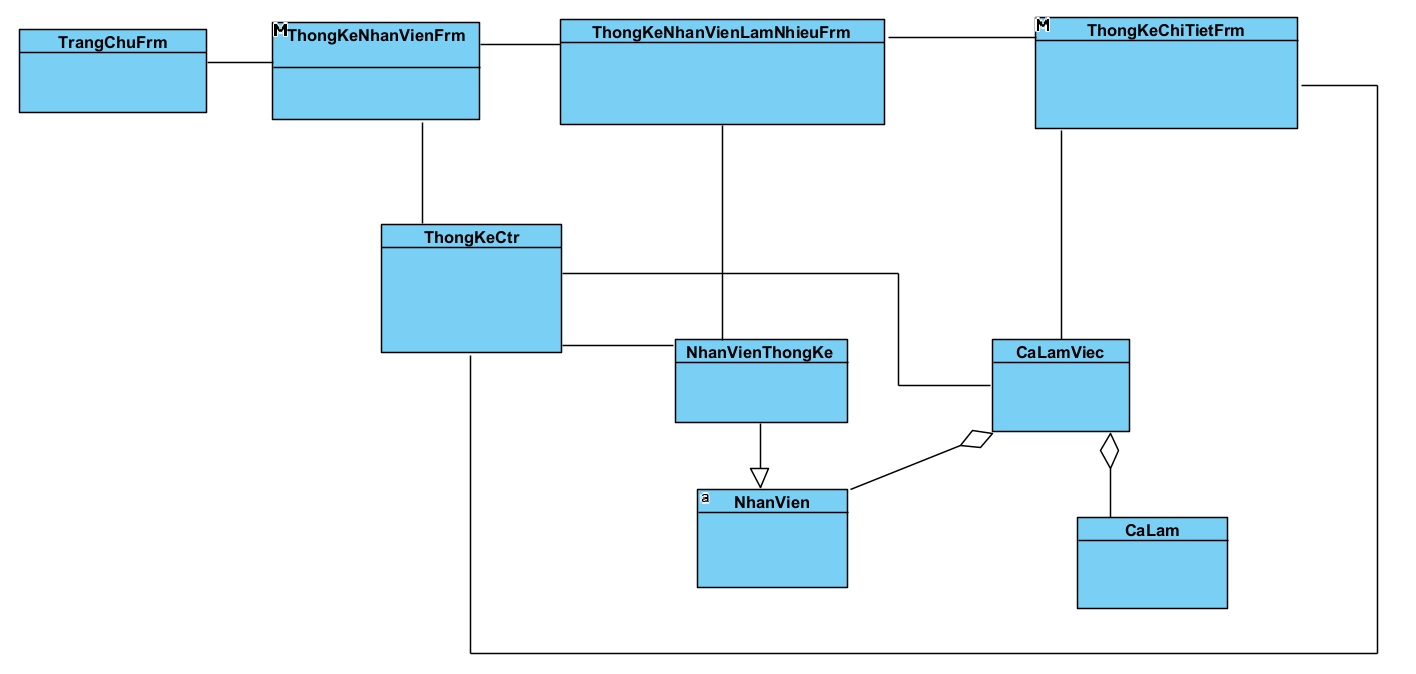 TrangChuFrm
M
ThongKeNhanVienFrm
ThongKeNhanVienLamNhieuFrm
M
ThongKeChiTietFrm
ThongKeCtr
NhanVienThongKe
CaLamViec
a
NhanVien
CaLam